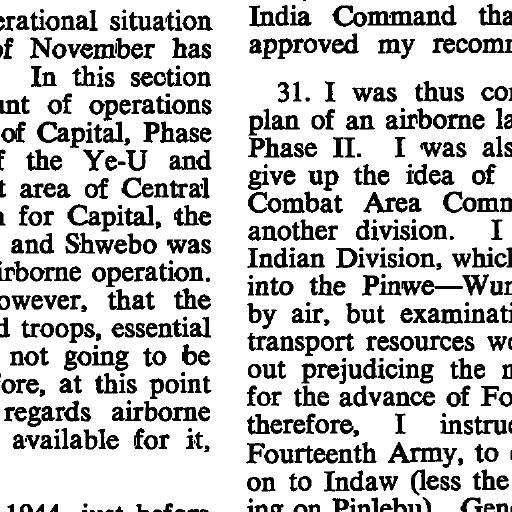 erational situation
of November has
In this section
unt of operations
of Capital, Phase
f the Ye-U and
t area of Central
n for Capital, the
and Shwebo was
irborne operation.
owever, that the
d troops, essential
not going to be
fore, at this point
regards airborne
available for it,
1944, just before
India Command tha
approved my recomm
31. I was thus con
plan of an airborne la
Phase II. I was als
give up the idea of
Combat Area Comm
another division. I
Indian Division, which
into the Pinwe—Wun
by air, but examinati
transport resources wo
out prejudicing the m
for the advance of Fo
therefore, I instruc
Fourteenth Army, to
on to Indaw (less the
ing on Pinlebu). Gene